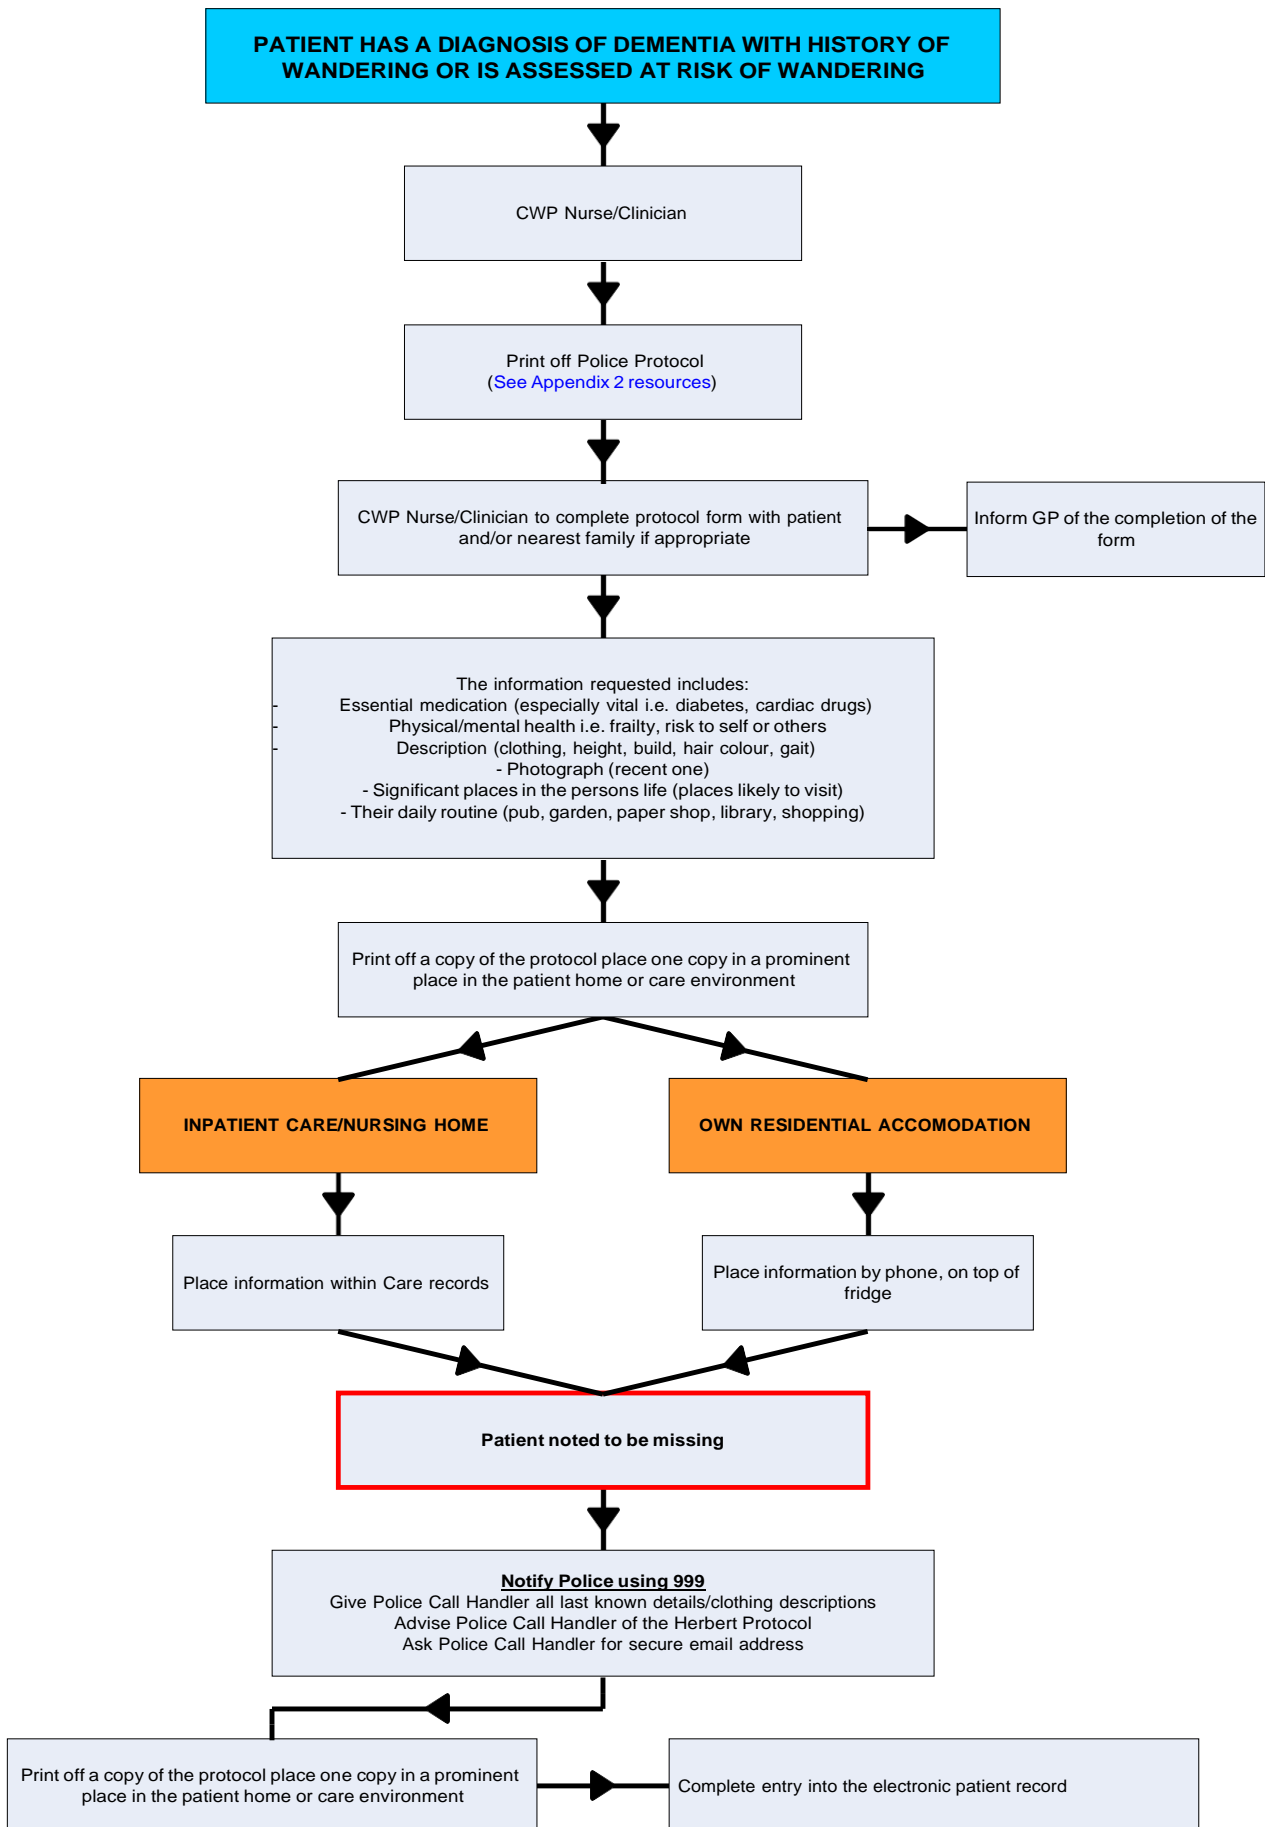 PATIENT HAS A DIAGNOSIS OF DEMENTIA WITH HISTORY OF
WANDERING OR IS ASSESSED AT RISK OF WANDERING
CWP Nurse/Clinician
Print off Police Protocol
(See Appendix 2 resources)
CWP Nurse/Clinician to complete protocol form with patient
and/or nearest family if appropriate
Inform GP of the completion of the
form
The information requested includes:
- Essential medication (especially vital i.e. diabetes, cardiac drugs)
- Physical/mental health i.e. frailty, risk to self or others
- Description (clothing, height, build, hair colour, gait)
- Photograph (recent one)
- Significant places in the persons life (places likely to visit)
- Their daily routine (pub, garden, paper shop, library, shopping)
Print off a copy of the protocol place one copy in a prominent
place in the patient home or care environment
INPATIENT CARE/NURSING HOME
OWN RESIDENTIAL ACCOMODATION
Place information within Care records
Place information by phone, on top of
fridge
Patient noted to be missing
Notify Police using 999
Give Police Call Handler all last known details/clothing descriptions
Advise Police Call Handler of the Herbert Protocol
Ask Police Call Handler for secure email address
Print off a copy of the protocol place one copy in a prominent
place in the patient home or care environment
Complete entry into the electronic patient record